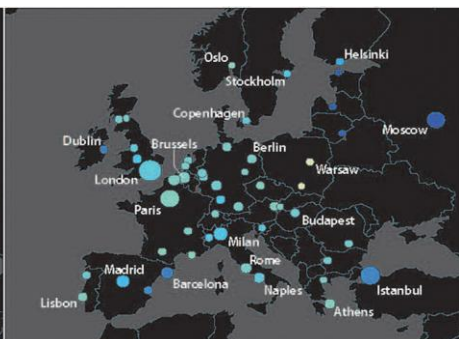 Oslo
Helsinki
Stockholm
Copenhagen
Moscow
Dublin
Brussels
Berlin
London
Warsaw
Paris
Budapest
Milan
Madrid
Rome
Barcelona
Naples
Istanbul
Lisbon
Athens